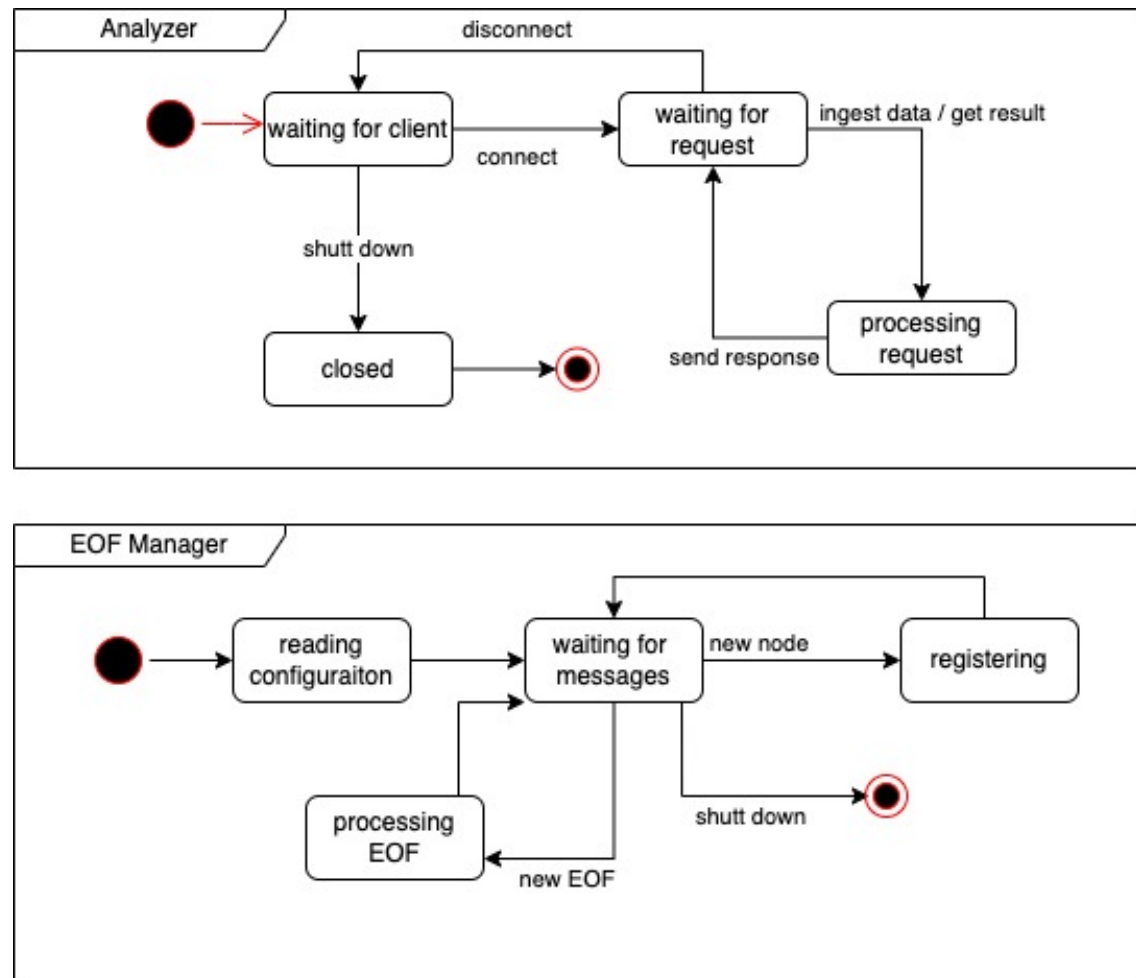 Analyzer
disconnect
waiting for client
connect
waiting for
request
ingest data / get result
shutt down
processing
request
send response
closed
EOF Manager
reading
configuraiton
waiting for
messages
new node
registering
processing
EOF
new EOF
shutt down